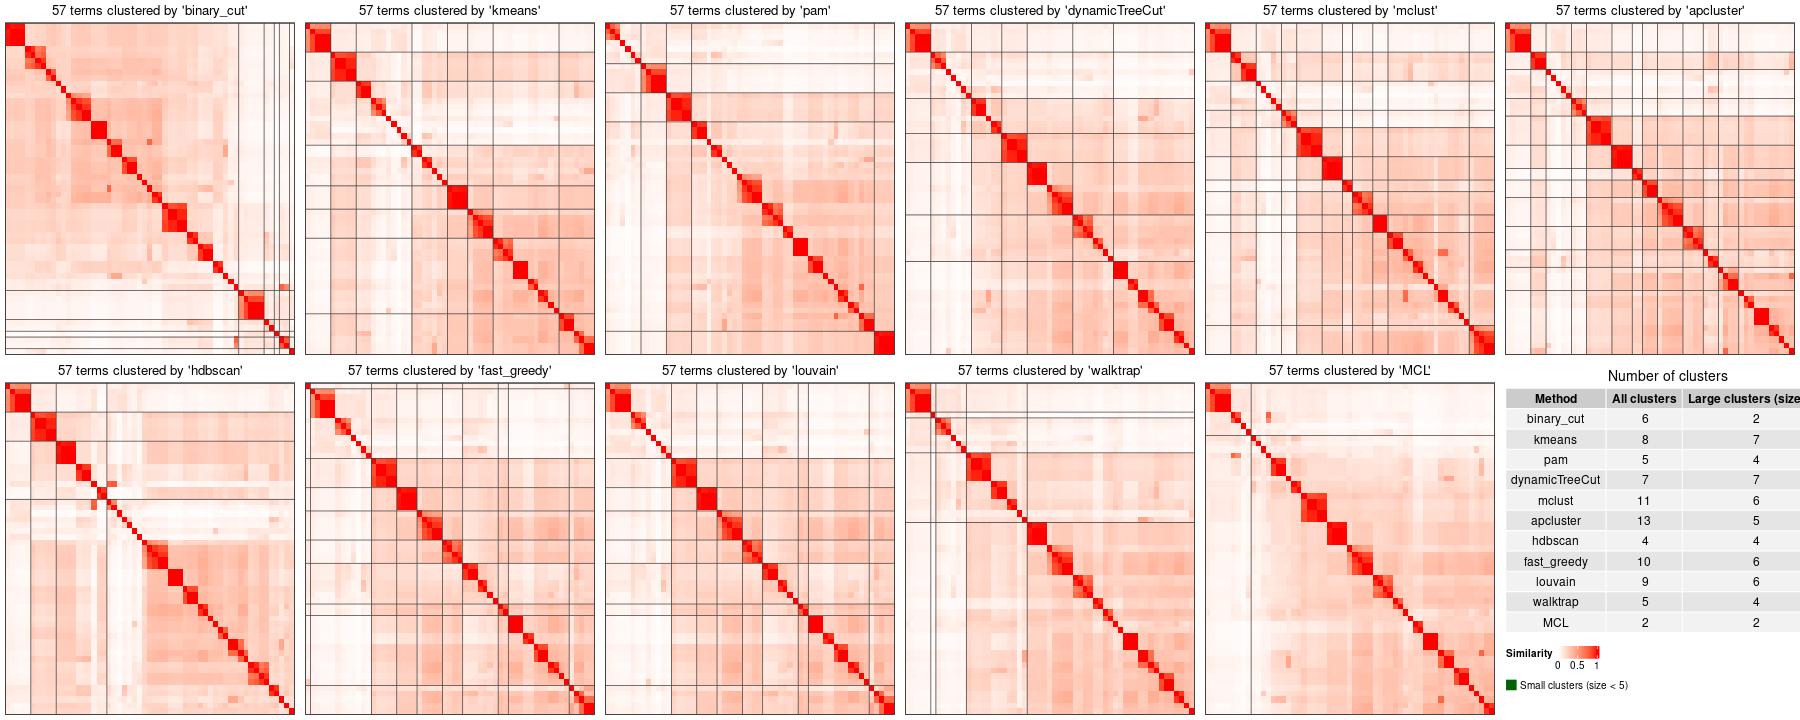 57 terms clustered by 'binary_cut'
57 terms clustered by 'kmeans'
57 terms clustered by 'pam'
57 terms clustered by 'dynamicTreeCut'
57 terms clustered by 'mclust'
57 terms clustered by 'apcluster'
57 terms clustered by 'hdbscan'
57 terms clustered by 'fast_greedy'
57 terms clustered by 'louvain'
57 terms clustered by 'walktrap'
57 terms clustered by 'MCL'
Number of clusters
Method All clusters Large clusters (size
binary_cut 6 2
kmeans 8 7
pam 5 4
dynamicTreeCut 7 7
mclust 11 6
apcluster 13 5
hdbscan 4 4
fast_greedy 10 6
louvain 9 6
walktrap 5 4
MCL 2 2
Similarity
0 0.5 1
Small clusters (size < 5)